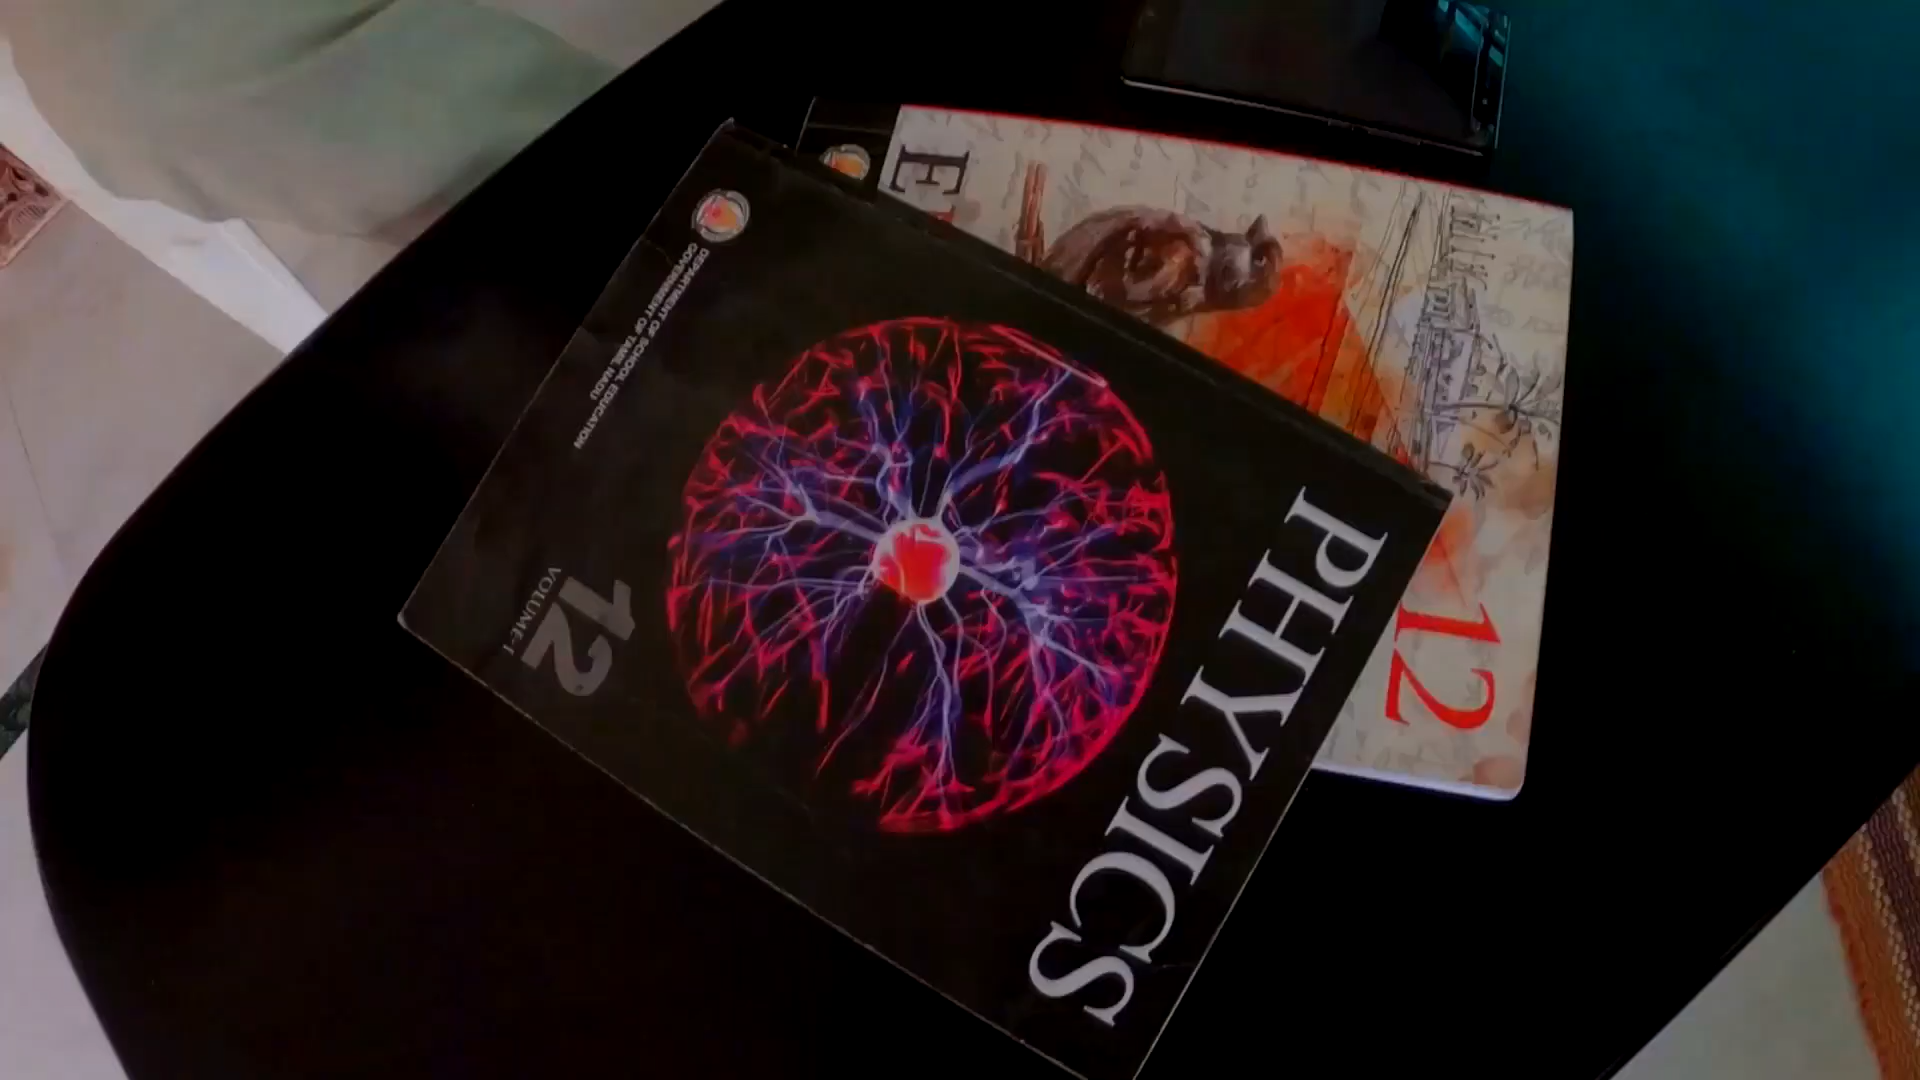 PHYSICS
DEPARTMENT OF SCHOOL EDUCATION
GOVERNMENT OF TAMIL NADU
12
VOLUME-I
E
12